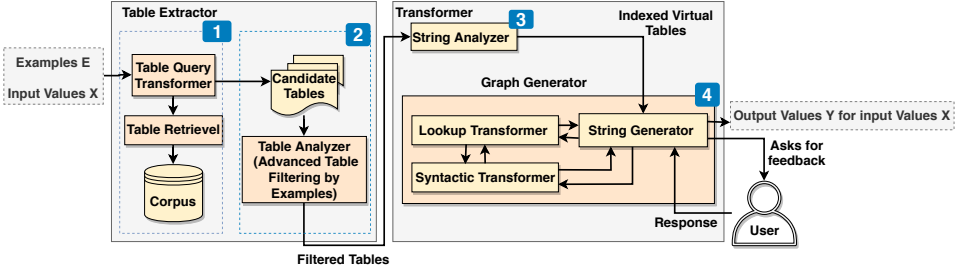 Table Extractor
1
2
Examples E
Input Values X
Table Query
Transformer
Table Retrievel
Corpus
Candidate
Tables
Table Analyzer
(Advanced Table
Filtering by
Examples)
Filtered Tables
Transformer
3
String Analyzer
Indexed Virtual
Tables
Graph Generator
4
Lookup Transformer
String Generator
Syntactic Transformer
Output Values Y for input Values X
Asks for
feedback
Response
User